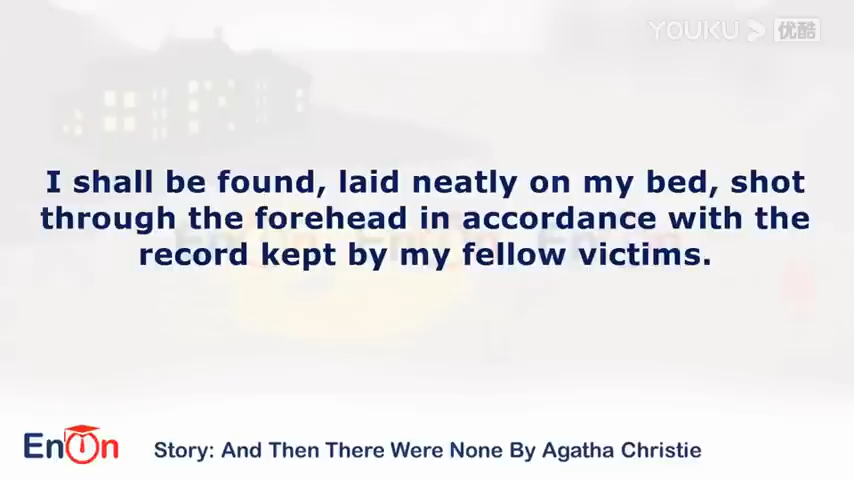 YOUKU 优酷
I shall be found, laid neatly on my bed, shot
through the forehead in accordance with the
record kept by my fellow victims.
EnOn
Story: And Then There Were None By Agatha Christie